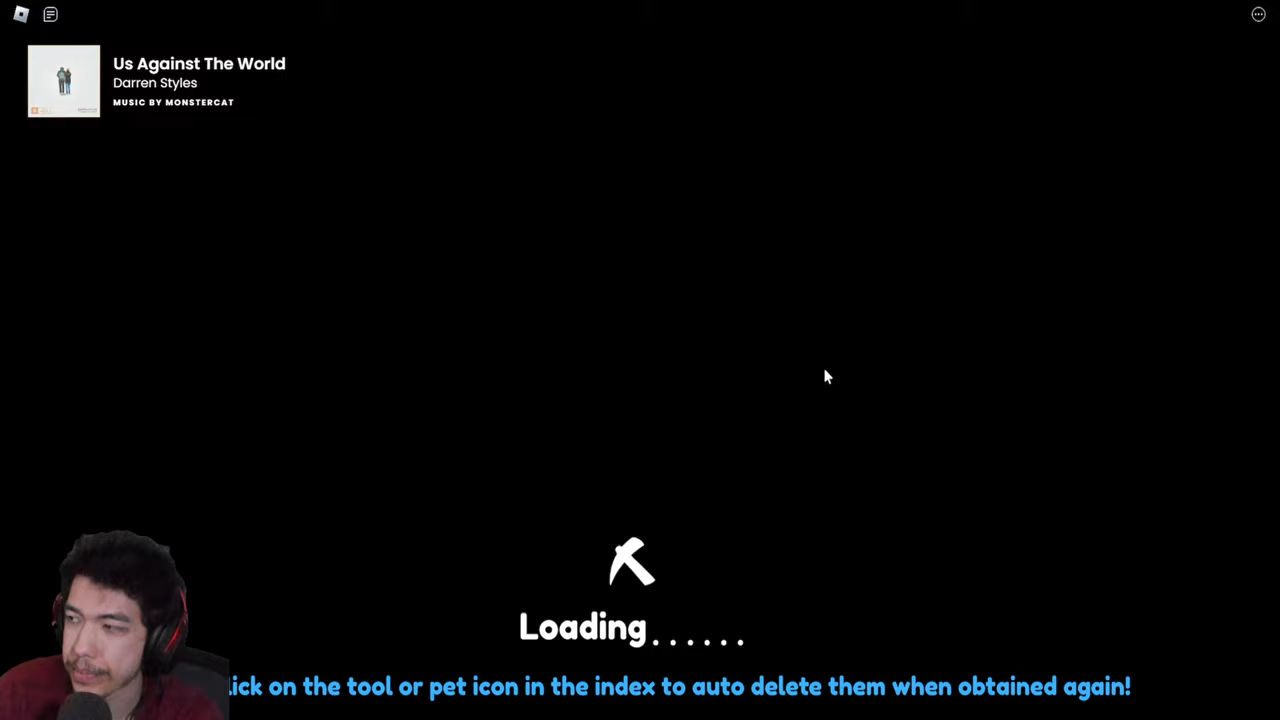 Us Against The World
Darren Styles
MUSIC BY MONSTERCAT
Loading......
on the tool or pet icon in the index to auto delete them when obtained again!